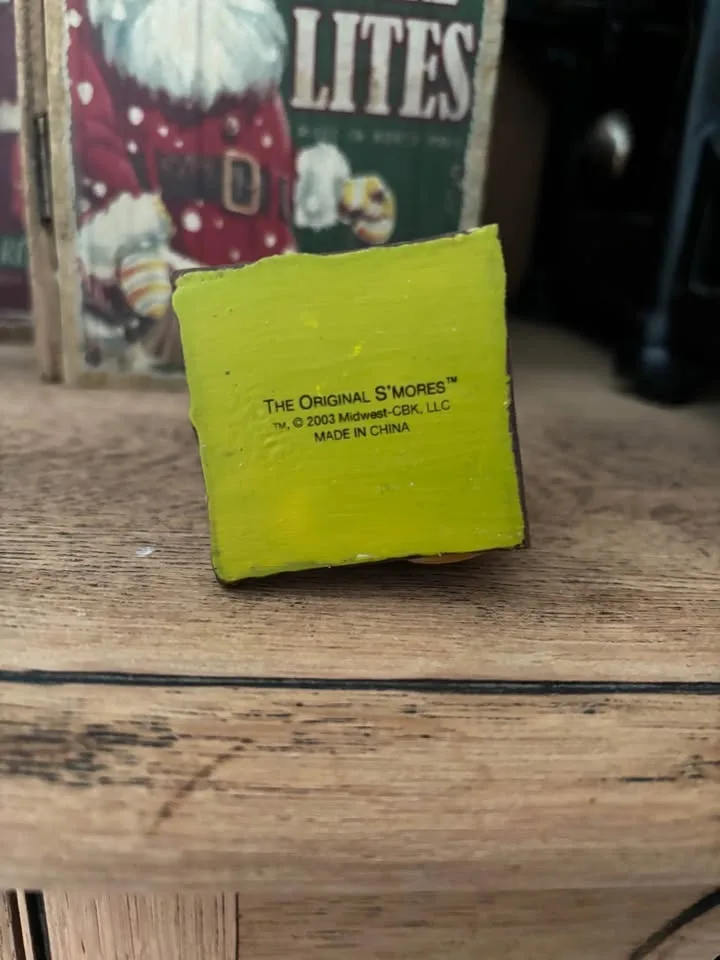 LITES
THE ORIGINAL S'MORES™
TM, © 2003 Midwest-CBK, LLC
MADE IN CHINA